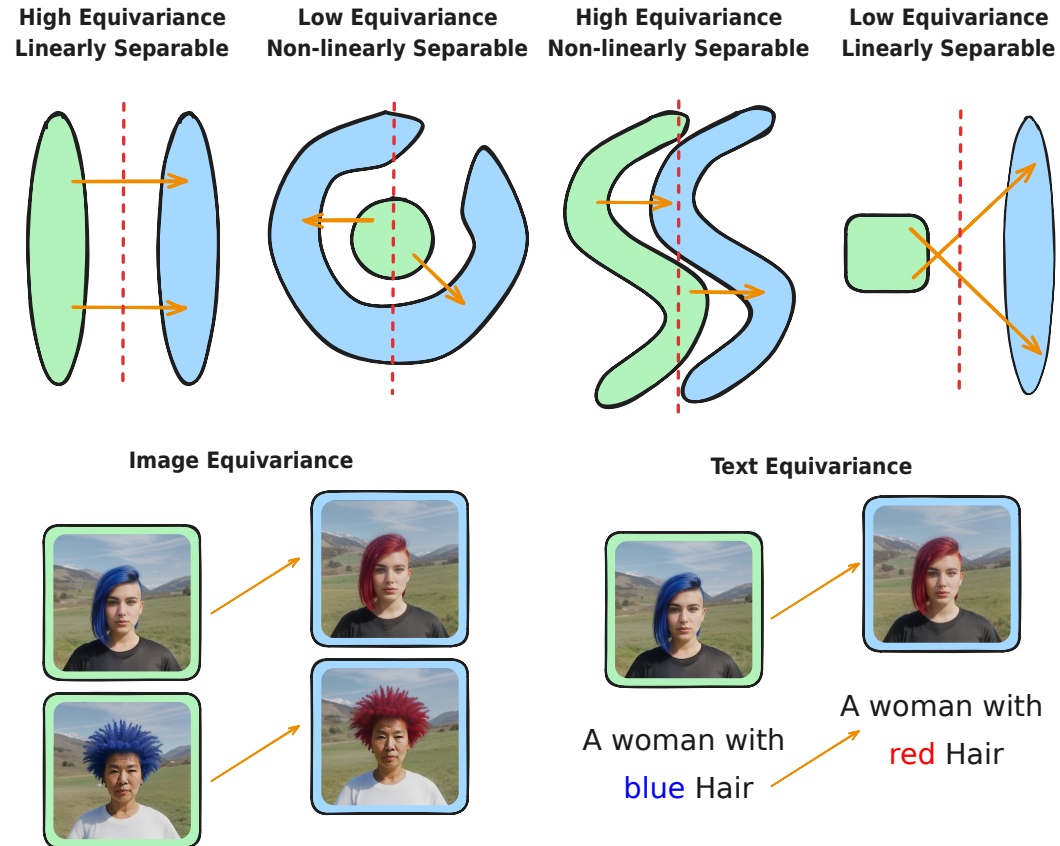 High Equivariance
Linearly Separable
Low Equivariance
Non-linearly Separable
High Equivariance
Non-linearly Separable
Low Equivariance
Linearly Separable
Image Equivariance
Text Equivariance
A woman with
blue Hair
A woman with
red Hair